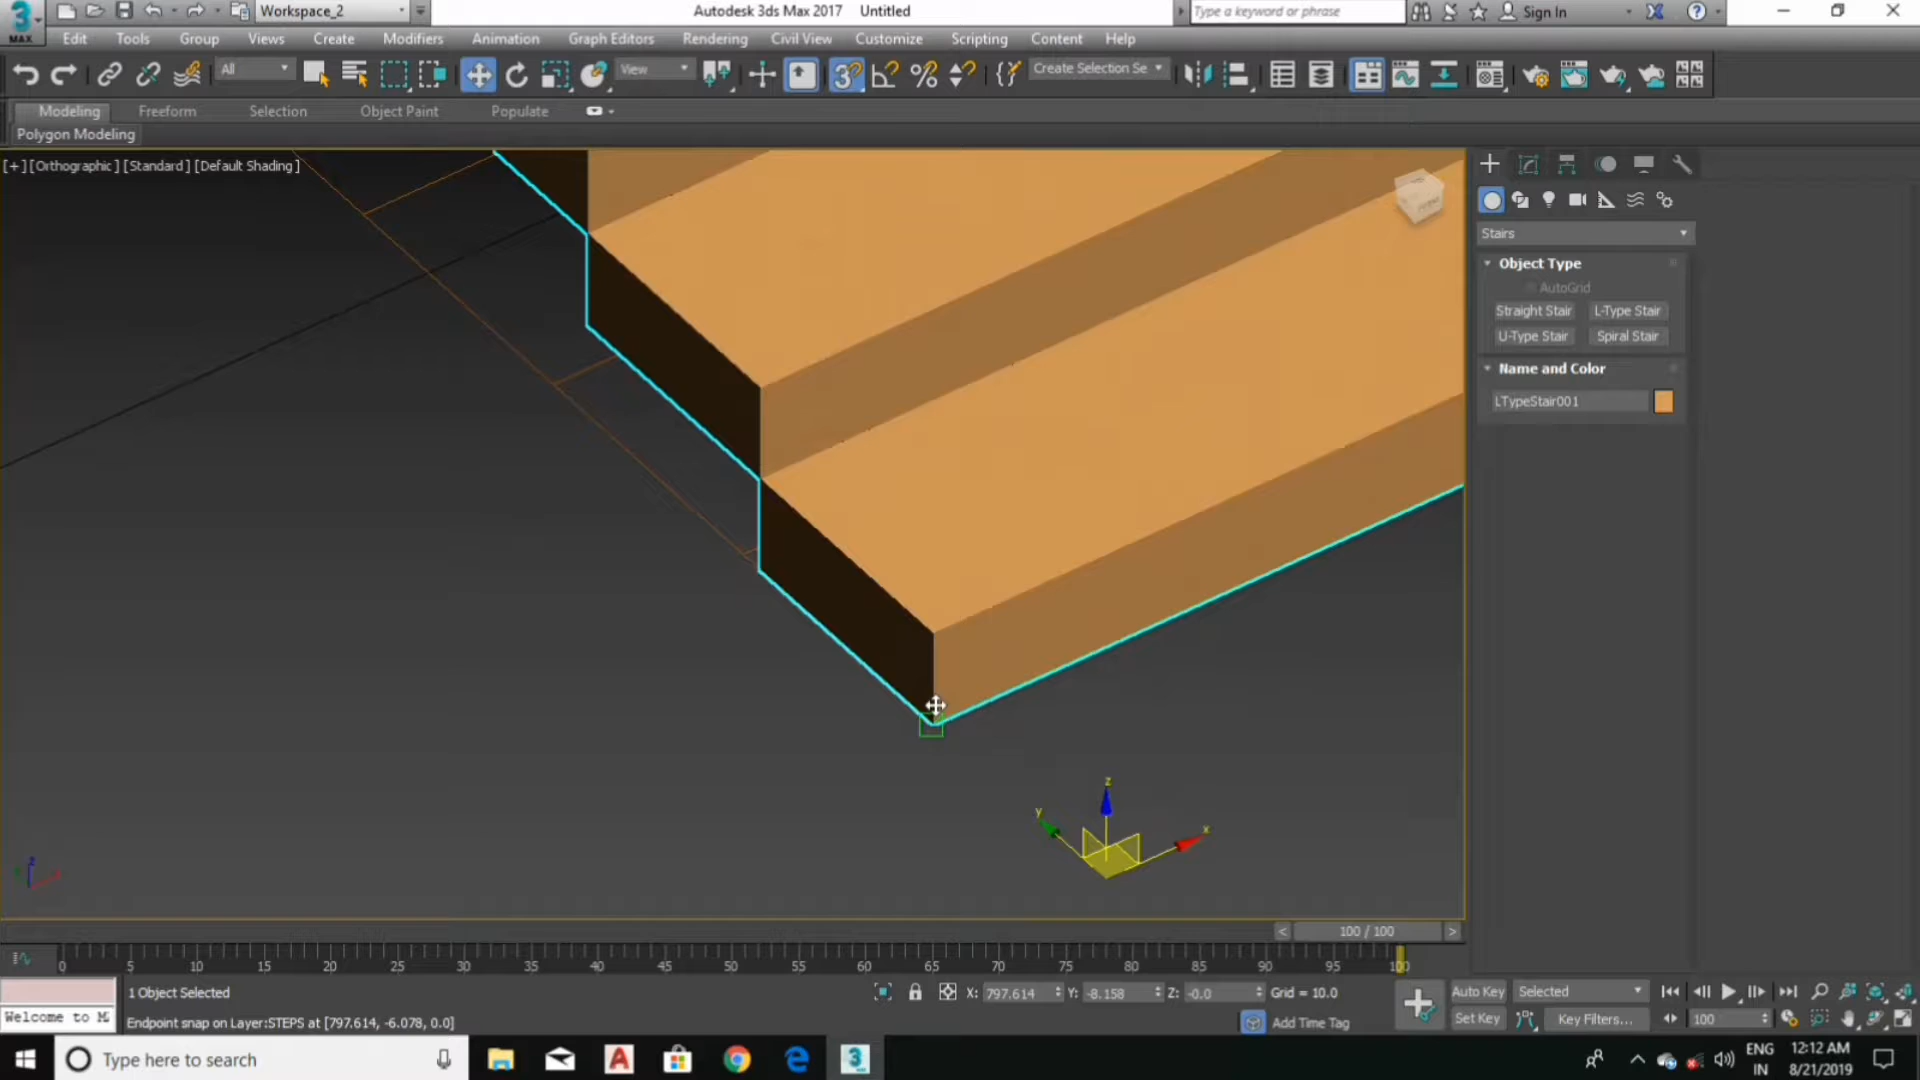 Workspace_2
Autodesk 3ds Max 2017 Untitled
Type a keyword or phrase
Sign In
MAX
Edit Tools Group Views Create Modifiers Animation Graph Editors Rendering Civil View Customize Scripting Content Help
All
View
Create Selection Se
Modeling Freeform Selection Object Paint Populate
Polygon Modeling
[+] [Orthographic] [Standard] [Default Shading]
Stairs
Object Type
AutoGrid
Straight Stair L-Type Stair
U-Type Stair Spiral Stair
Name and Color
LTypeStair001
z
y
x
z
100 / 100
0 5 10 15 20 25 30 35 40 45 50 55 60 65 70 75 80 85 90 95 100
1 Object Selected
X: 797.614 Y: -8.158 Z: -0.0 Grid = 10.0
Auto Key Selected
Welcome to M
Endpoint snap on Layer:STEPS at [797.614, -6.078, 0.0]
Add Time Tag
Set Key Key Filters... 100
Type here to search
ENG
IN
12:12 AM
8/21/2019